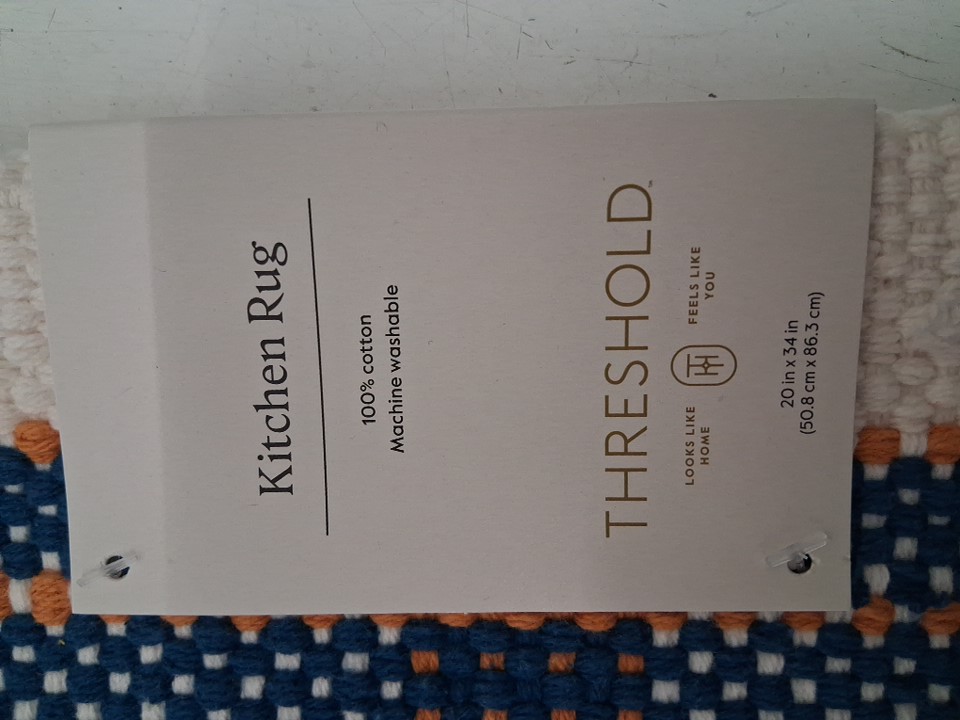 Kitchen Rug
100% cotton
Machine washable
THRESHOLD™
LOOKS LIKE
HOME
FEELS LIKE
YOU
20 in x 34 in
(50.8 cm x 86.3 cm)